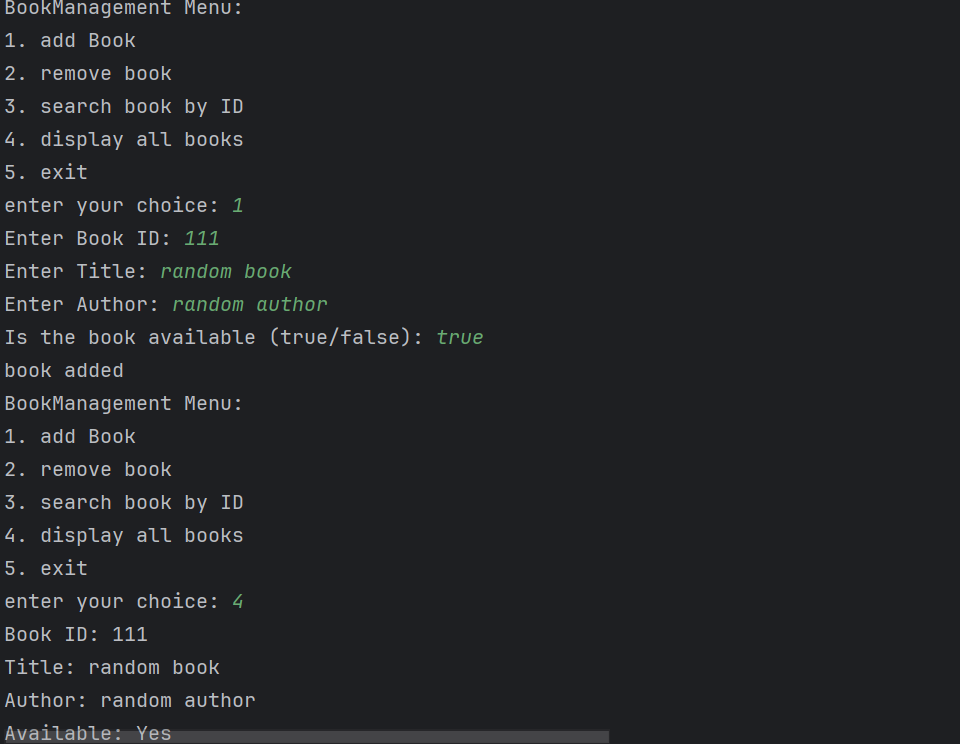 BookManagement Menu:
1. add Book
2. remove book
3. search book by ID
4. display all books
5. exit
enter your choice: 1
Enter Book ID: 111
Enter Title: random book
Enter Author: random author
Is the book available (true/false): true
book added
BookManagement Menu:
1. add Book
2. remove book
3. search book by ID
4. display all books
5. exit
enter your choice: 4
Book ID: 111
Title: random book
Author: random author
Available: Yes